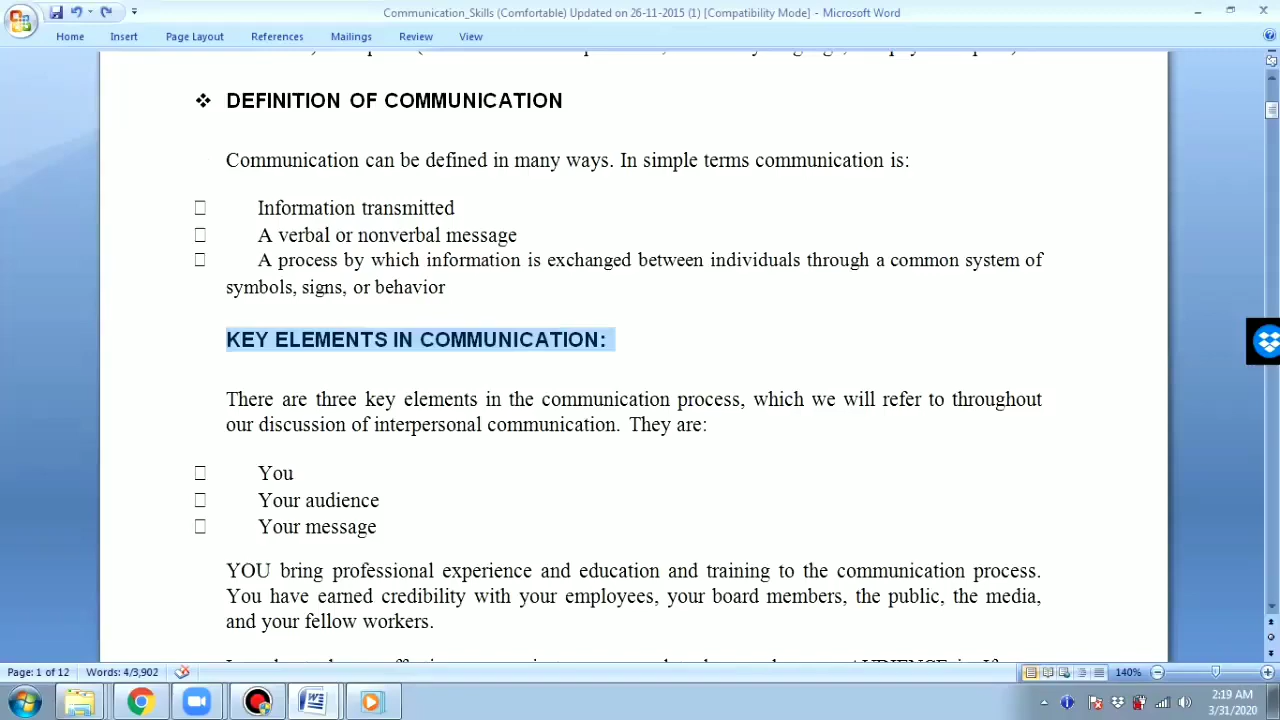 Communication_Skills (Comfortable) Updated on 26-11-2015 (1) [Compatibility Mode] - Microsoft Word
Home Insert Page Layout References Mailings Review View
❖ DEFINITION OF COMMUNICATION
Communication can be defined in many ways. In simple terms communication is:
Information transmitted
A verbal or nonverbal message
A process by which information is exchanged between individuals through a common system of
symbols, signs, or behavior
KEY ELEMENTS IN COMMUNICATION:
There are three key elements in the communication process, which we will refer to throughout
our discussion of interpersonal communication. They are:
You
Your audience
Your message
YOU bring professional experience and education and training to the communication process.
You have earned credibility with your employees, your board members, the public, the media,
and your fellow workers.
Page: 1 of 12 Words: 4/3,902 140%
2:19 AM
3/31/2020